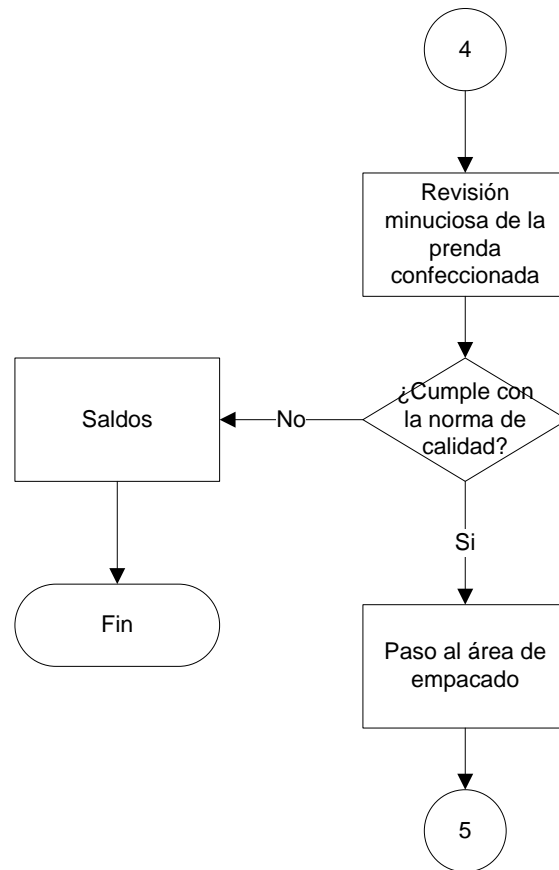 4
Revisión
minuciosa de la
prenda
confeccionada
¿Cumple con
la norma de
calidad?
No
Saldos
Si
Fin
Paso al área de
empacado
5